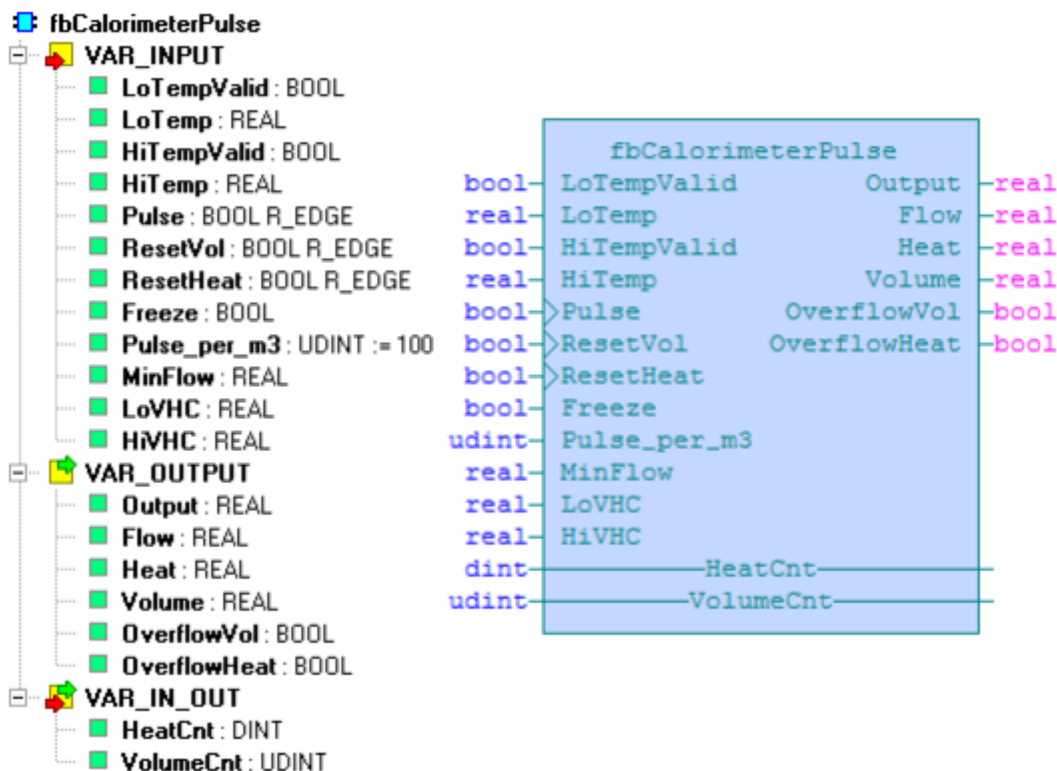 fbCalorimeterPulse
VAR_INPUT
LoTempValid : BOOL
LoTemp : REAL
HiTempValid : BOOL
HiTemp : REAL
Pulse : BOOL R_EDGE
ResetVol : BOOL R_EDGE
ResetHeat : BOOL R_EDGE
Freeze : BOOL
Pulse_per_m3 : UDINT := 100
MinFlow : REAL
LoVHC : REAL
HiVHC : REAL
VAR_OUTPUT
Output : REAL
Flow : REAL
Heat : REAL
Volume : REAL
OverflowVol : BOOL
OverflowHeat : BOOL
VAR_IN_OUT
HeatCnt : DINT
VolumeCnt : UDINT
fbCalorimeterPulse
bool LoTempValid Output real
real LoTemp Flow real
bool HiTempValid Heat real
real HiTemp Volume real
bool Pulse OverflowVol bool
bool ResetVol OverflowHeat bool
bool ResetHeat
bool Freeze
udint Pulse_per_m3
real MinFlow
real LoVHC
real HiVHC
dint HeatCnt
udint VolumeCnt